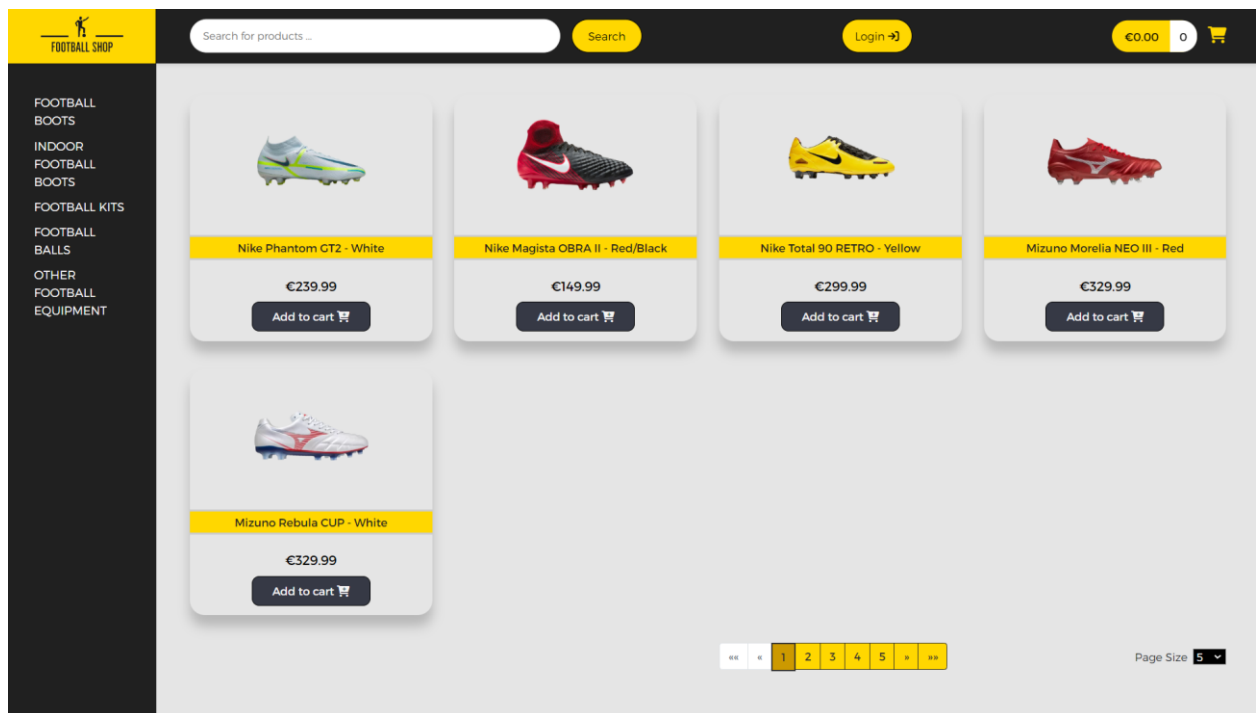 FOOTBALL SHOP
Search for products ...
Search
Login
€0.00 0
FOOTBALL
BOOTS
INDOOR
FOOTBALL
BOOTS
FOOTBALL KITS
FOOTBALL
BALLS
OTHER
FOOTBALL
EQUIPMENT
Nike Phantom GT2 - White
€239.99
Add to cart
Nike Magista OBRA II - Red/Black
€149.99
Add to cart
Nike Total 90 RETRO - Yellow
€299.99
Add to cart
Mizuno Morelia NEO III - Red
€329.99
Add to cart
Mizuno Rebula CUP - White
€329.99
Add to cart
«« « 1 2 3 4 5 » »»
Page Size 5